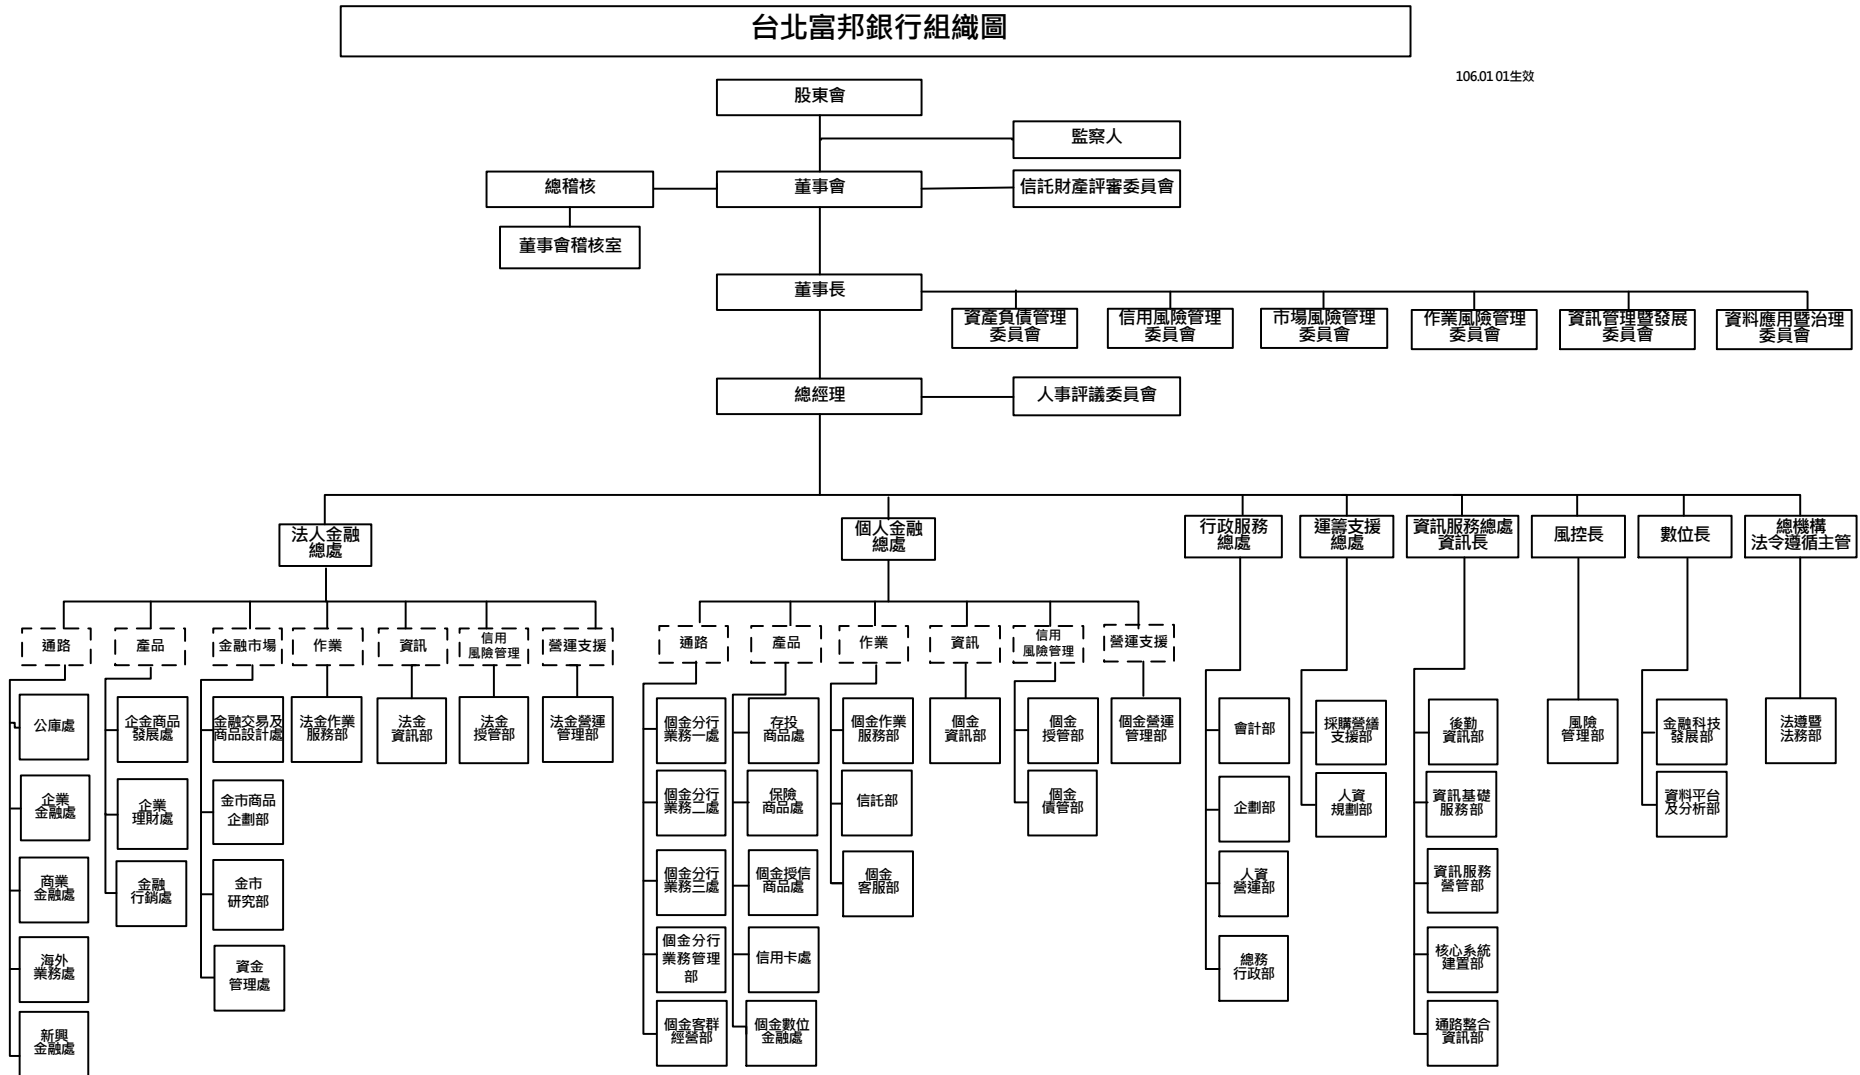 台北富邦銀行組織圖
106.01 01生效
股東會
監察人
總稽核
董事會
信託財產評審委員會
董事會稽核室
董事長
資產負債管理
委員會
信用風險管理
委員會
市場風險管理
委員會
作業風險管理
委員會
資訊管理暨發展
委員會
資料應用暨治理
委員會
總經理
人事評議委員會
法人金融
總處
個人金融
總處
行政服務
總處
運籌支援
總處
資訊服務總處
資訊長
風控長
數位長
總機構
法令遵循主管
通路
產品
金融市場
作業
資訊
信用
風險管理
營運支援
通路
產品
作業
資訊
信用
風險管理
營運支援
公庫處
企業
金融處
商業
金融處
海外
業務處
新興
金融處
企金商品
發展處
企業
理財處
金融
行銷處
金融交易及
商品設計處
金市商品
企劃部
金市
研究部
資金
管理處
法金作業
服務部
法金
資訊部
法金
授管部
法金營運
管理部
個金分行
業務一處
個金分行
業務二處
個金分行
業務三處
個金分行
業務管理
部
個金客群
經營部
存投
商品處
保險
商品處
個金授信
商品處
信用卡處
個金數位
金融處
個金作業
服務部
信託部
個金
客服部
個金
資訊部
個金
授管部
個金
債管部
個金營運
管理部
會計部
企劃部
人資
營運部
總務
行政部
採購營繕
支援部
人資
規劃部
後勤
資訊部
資訊基礎
服務部
資訊服務
營管部
核心系統
建置部
通路整合
資訊部
風險
管理部
金融科技
發展部
資料平台
及分析部
法遵暨
法務部